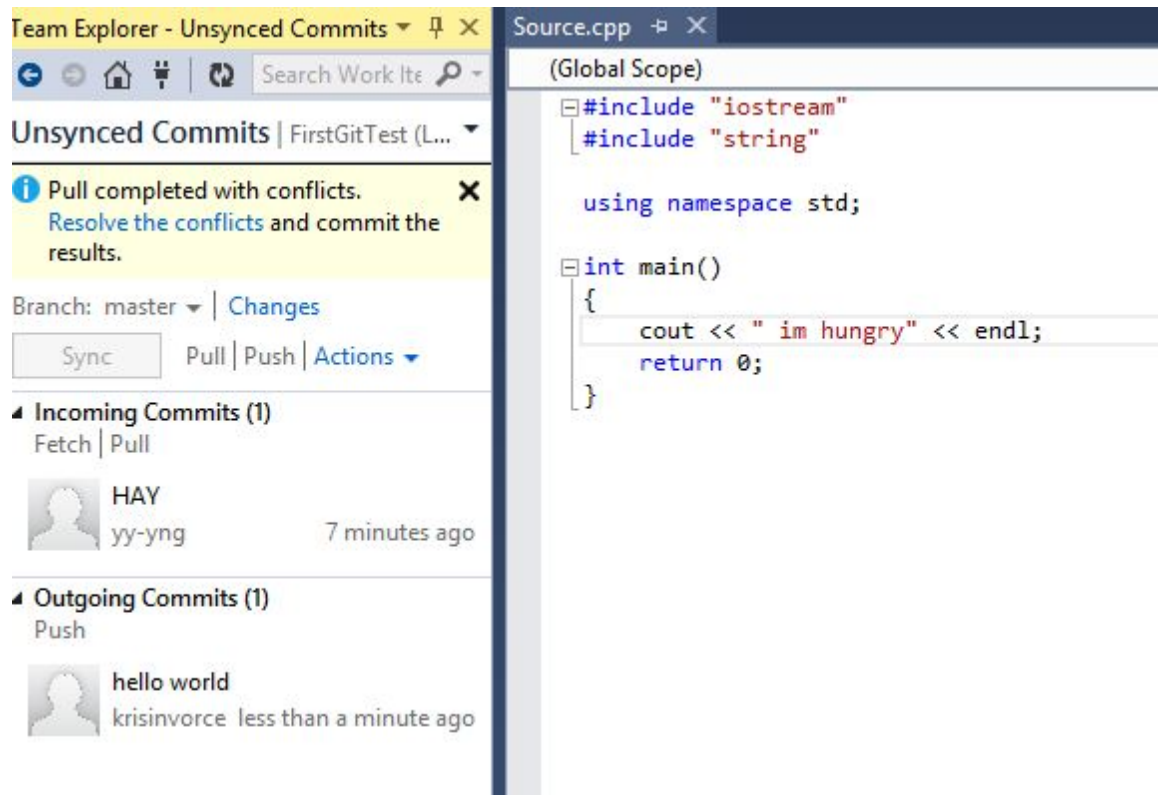 Team Explorer - Unsynced Commits
Search Work Ite
Unsynced Commits | FirstGitTest (L...
Pull completed with conflicts.
Resolve the conflicts and commit the
results.
Branch: master | Changes
Sync Pull | Push | Actions
Incoming Commits (1)
Fetch | Pull
HAY
yy-yng 7 minutes ago
Outgoing Commits (1)
Push
hello world
krisinvorce less than a minute ago
Source.cpp
(Global Scope)
#include "iostream"
#include "string"
using namespace std;
int main()
{
cout << " im hungry" << endl;
return 0;
}